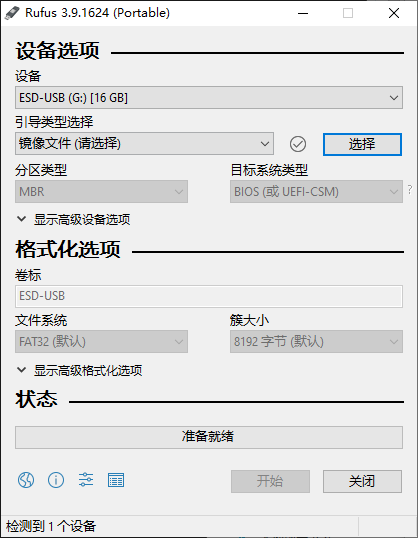 Rufus 3.9.1624 (Portable)
设备选项
设备
ESD-USB (G:) [16 GB]
引导类型选择
镜像文件 (请选择)
选择
分区类型
目标系统类型
MBR
BIOS (或 UEFI-CSM)
?
显示高级设备选项
格式化选项
卷标
ESD-USB
文件系统
簇大小
FAT32 (默认)
8192 字节 (默认)
显示高级格式化选项
状态
准备就绪
开始
关闭
检测到 1 个设备